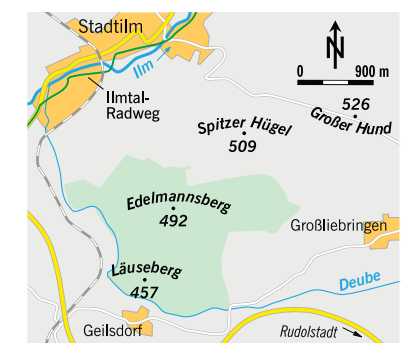 Stadtilm
Ilm
N
0 900 m
Ilmtal-
Radweg
526
Großer Hund
Spitzer Hügel
509
Edelmannsberg
492
Großliebringen
Läuseberg
457
Deube
Geilsdorf
Rudolstadt